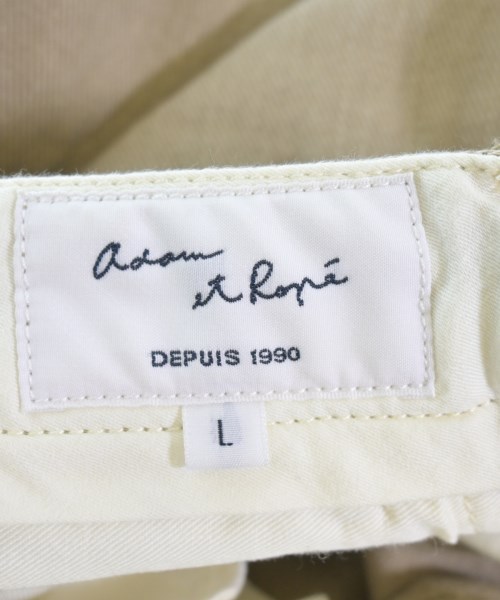 Adam
et Ropé
DEPUIS 1990
L